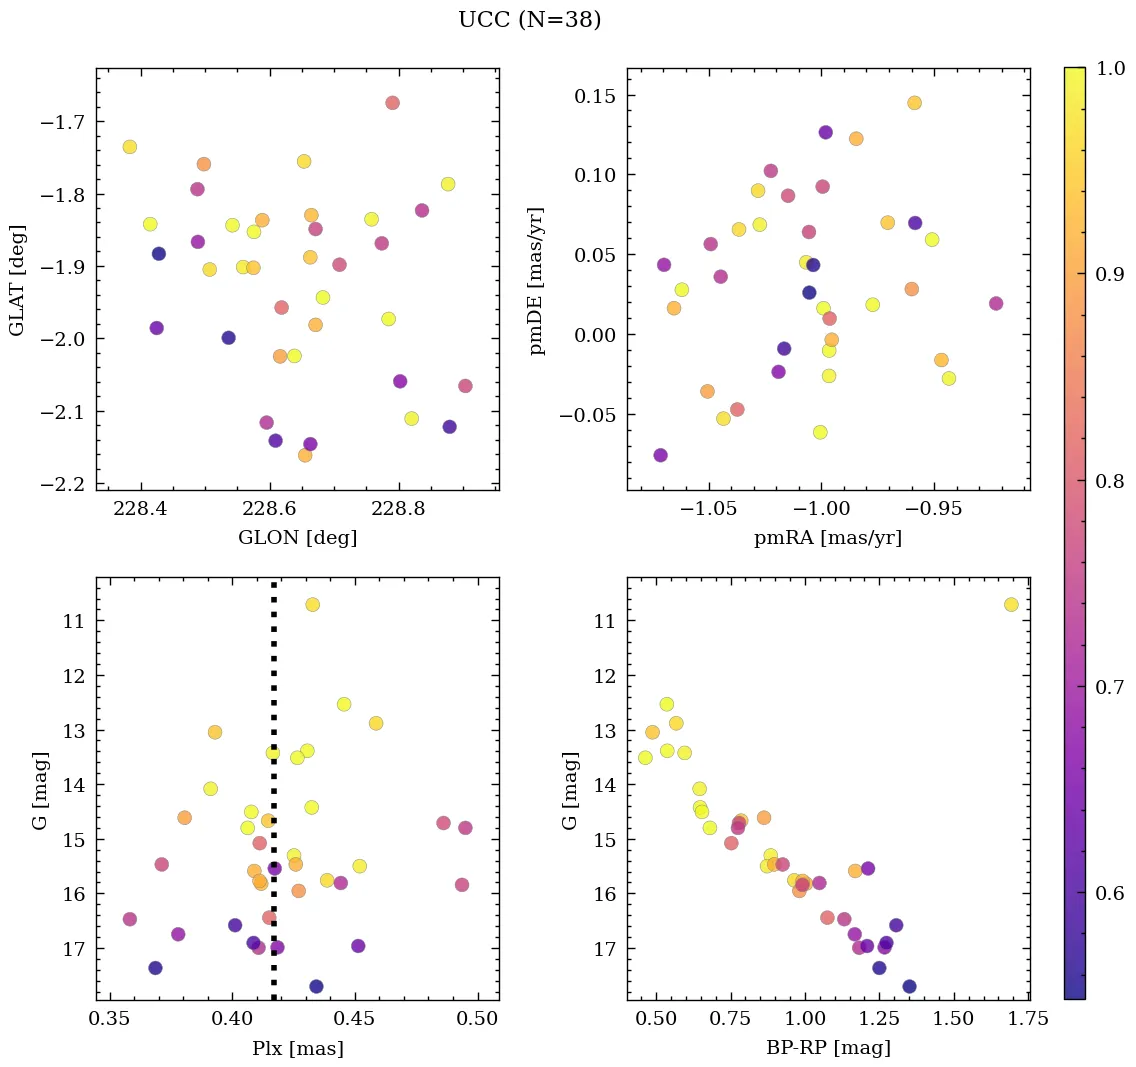 UCC (N=38)
−1.7
−1.8
−1.9
−2.0
−2.1
−2.2
GLAT [deg]
228.4 228.6 228.8
GLON [deg]
0.15
0.10
0.05
0.00
−0.05
pmDE [mas/yr]
−1.05 −1.00 −0.95
pmRA [mas/yr]
11
12
13
14
15
16
17
G [mag]
0.35 0.40 0.45 0.50
Plx [mas]
11
12
13
14
15
16
17
G [mag]
0.50 0.75 1.00 1.25 1.50 1.75
BP-RP [mag]
1.0
0.9
0.8
0.7
0.6